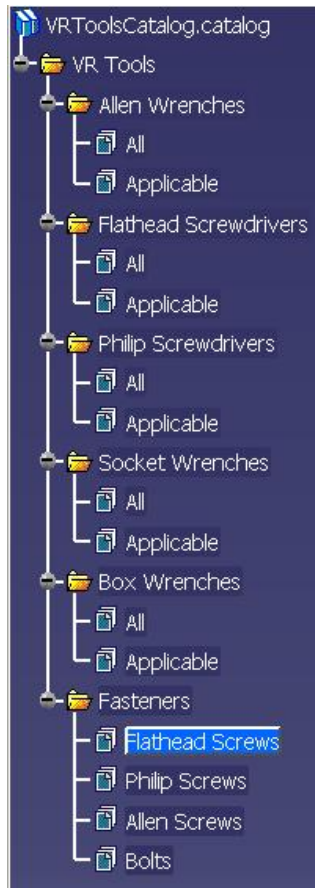 VRToolsCatalog.catalog
VR Tools
Allen Wrenches
All
Applicable
Flathead Screwdrivers
All
Applicable
Philip Screwdrivers
All
Applicable
Socket Wrenches
All
Applicable
Box Wrenches
All
Applicable
Fasteners
Flathead Screws
Philip Screws
Allen Screws
Bolts